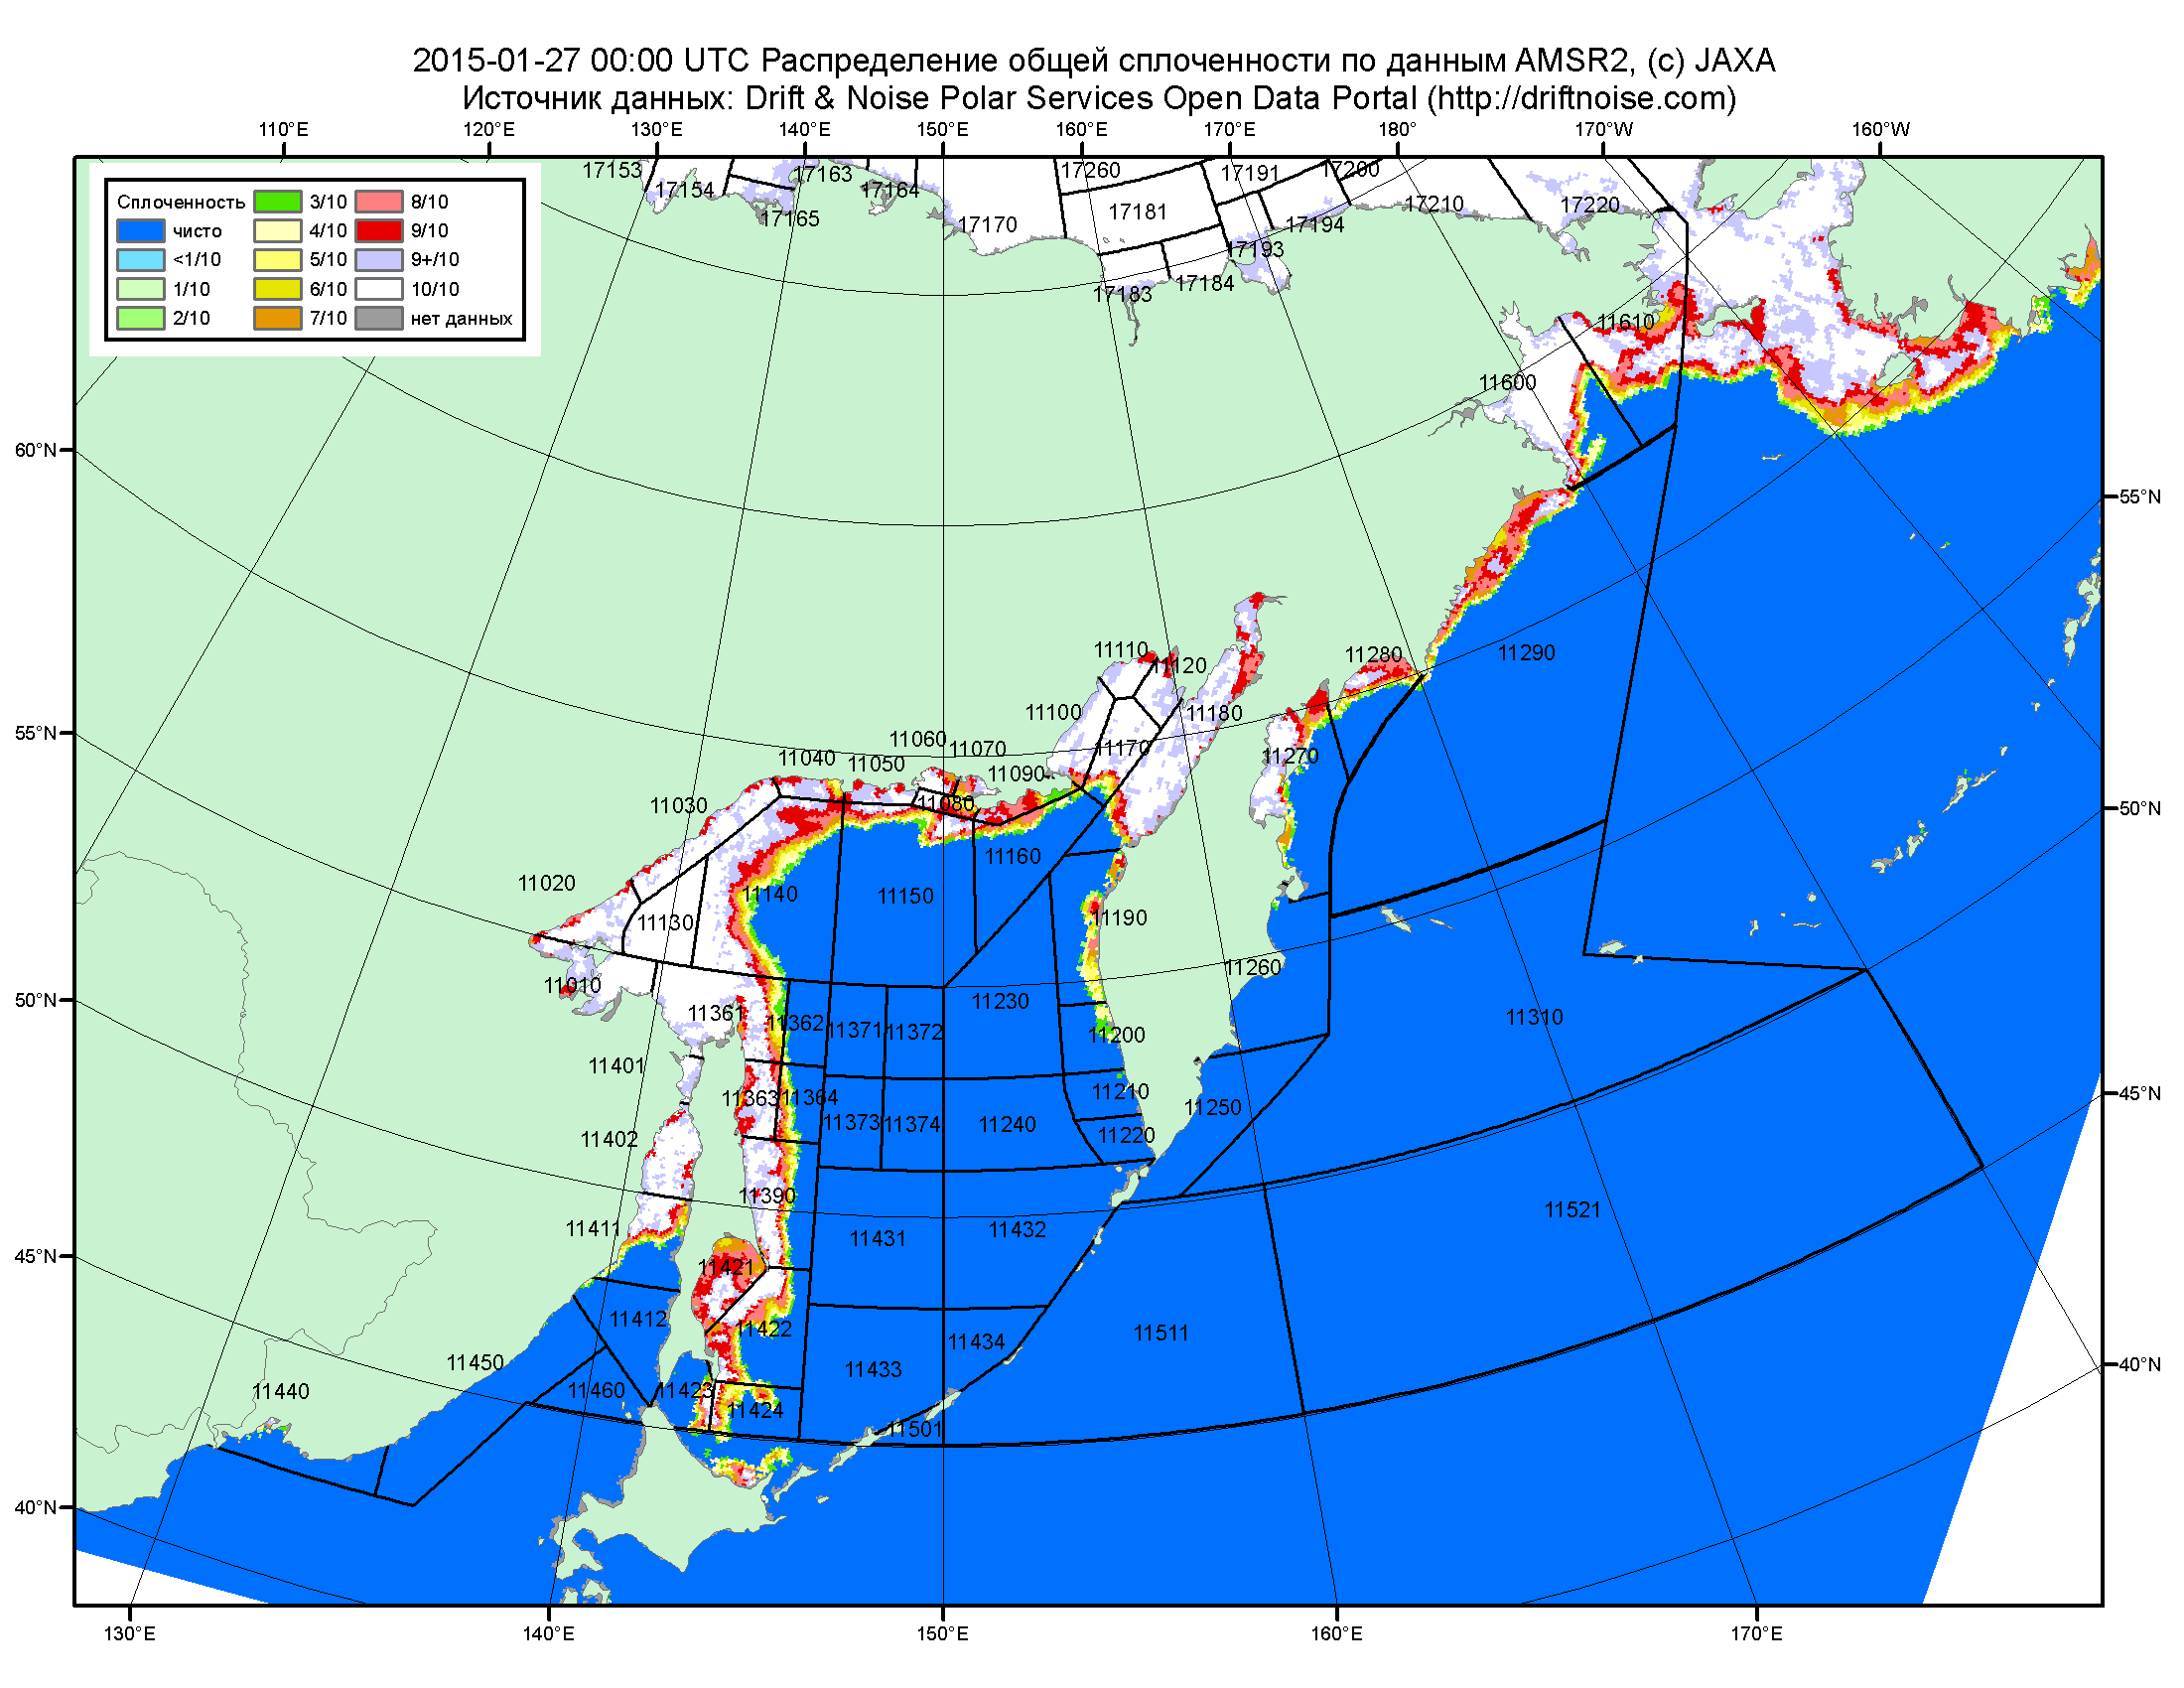 2015-01-27 00:00 UTC Распределение общей сплоченности по данным AMSR2, (c) JAXA
Источник данных: Drift & Noise Polar Services Open Data Portal (http://driftnoise.com)
110°E 120°E 130°E 140°E 150°E 160°E 170°E 180° 170°W 160°W
Сплоченность 3/10 8/10
чисто 4/10 9/10
<1/10 5/10 9+/10
1/10 6/10 10/10
2/10 7/10 нет данных
17153 17163 17260 17191 17200
17154 17164
17165 17170 17181 17194 17210 17220
17193
17183 17184
11610
11600
60°N
55°N
11110 11120 11280 11290
11100 11180
55°N
11060 11070 11170 11270
11040 11050 11090
11030 11080
50°N
11160
11020 11140 11150
11130 11190
11260
11010 11230
50°N
11361 11362 11371 11372 11200 11310
11401
11363 11364 11210 11250
45°N
11373 11374 11240
11402 11220
11390
11411 11431 11432 11521
45°N
11421
11412 11422 11434 11511
11450 11433
40°N
11440 11460 11423
11424
11501
40°N
130°E 140°E 150°E 160°E 170°E